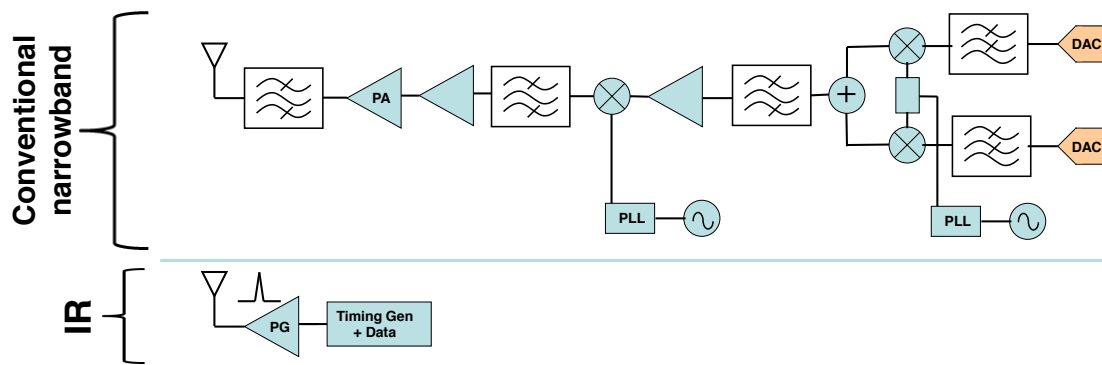 Conventional
narrowband
PA
DAC
DAC
PLL
PLL
IR
PG
Timing Gen
+ Data